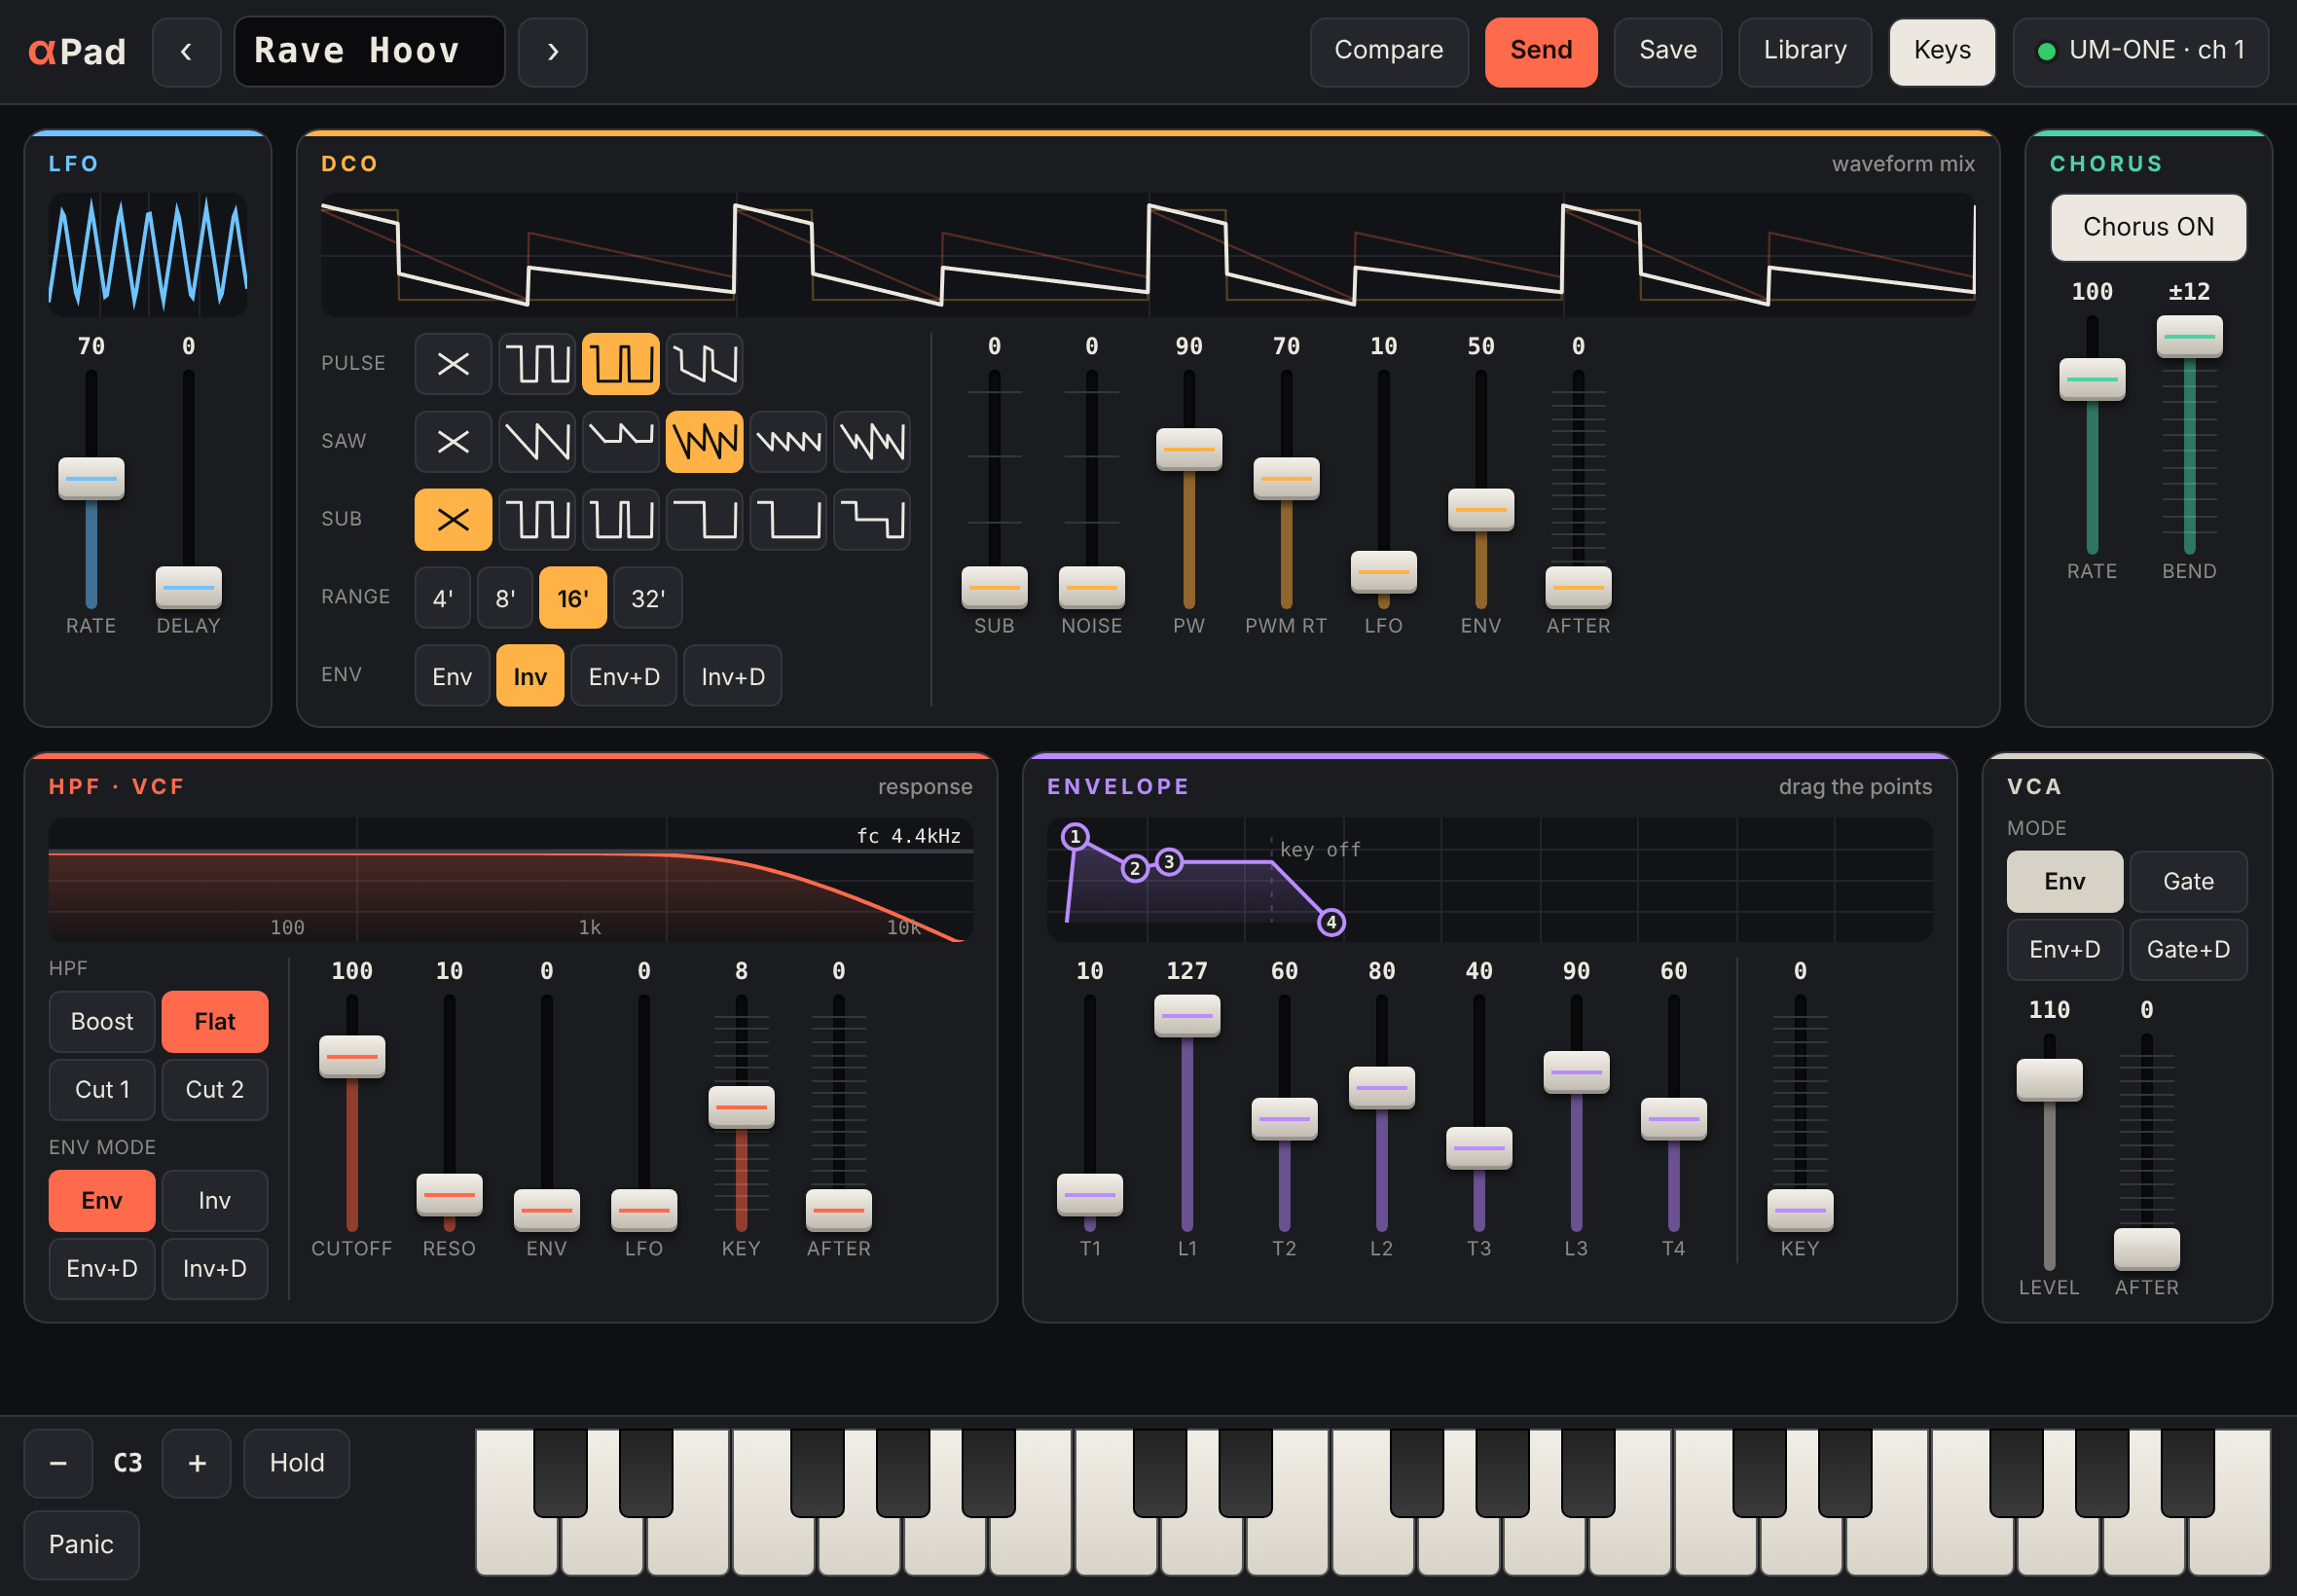 αPad ‹ Rave Hoov › Compare Send Save Library Keys UM-ONE · ch 1
LFO
70 0
RATE DELAY
DCO waveform mix
PULSE
SAW
SUB
RANGE 4' 8' 16' 32'
ENV Env Inv Env+D Inv+D
0 0 90 70 10 50 0
SUB NOISE PW PWM RT LFO ENV AFTER
CHORUS
Chorus ON
100 ±12
RATE BEND
HPF · VCF response
fc 4.4kHz
100 1k 10k
HPF
Boost Flat
Cut 1 Cut 2
ENV MODE
Env Inv
Env+D Inv+D
100 10 0 0 8 0
CUTOFF RESO ENV LFO KEY AFTER
ENVELOPE drag the points
1 2 3 key off 4
10 127 60 80 40 90 60 0
T1 L1 T2 L2 T3 L3 T4 KEY
VCA
MODE
Env Gate
Env+D Gate+D
110 0
LEVEL AFTER
− C3 + Hold
Panic